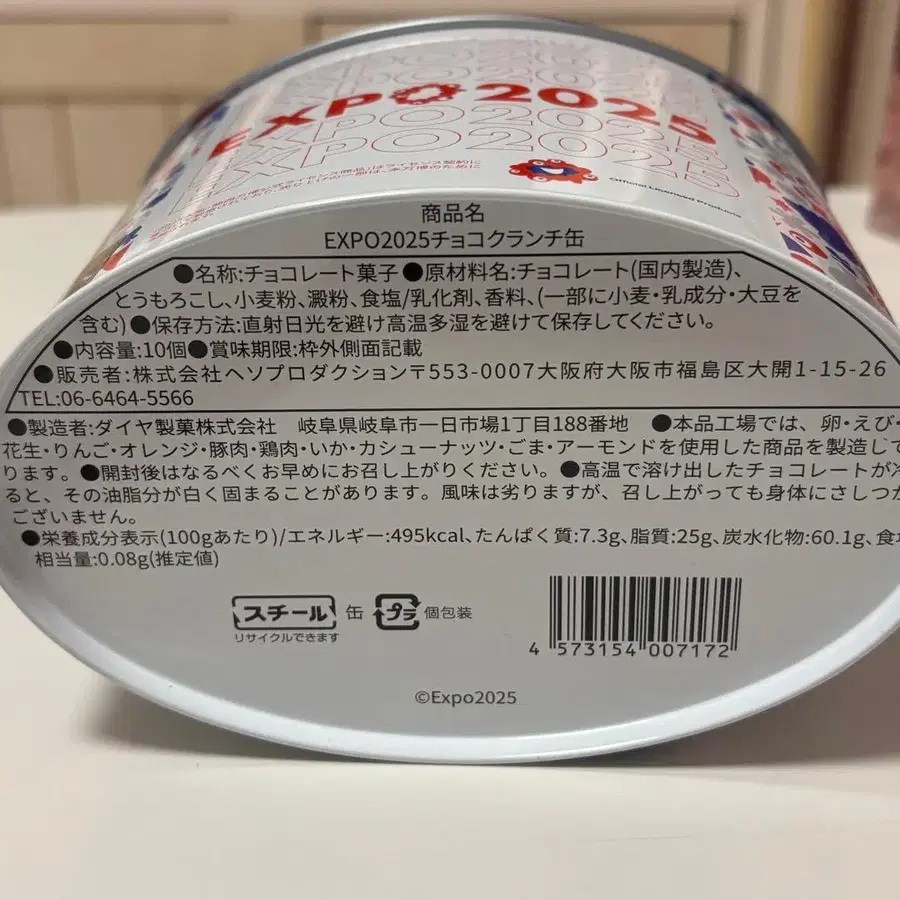 EXPO2025
EXPO2025
EXPO2025
EXPO2025
Official Licensed Products
商品名
EXPO2025チョコクランチ缶
●名称:チョコレート菓子●原材料名:チョコレート(国内製造)、
とうもろこし、小麦粉、澱粉、食塩/乳化剤、香料、(一部に小麦・乳成分・大豆を
含む)●保存方法:直射日光を避け高温多湿を避けて保存してください。
●内容量:10個●賞味期限:枠外側面記載
●販売者:株式会社ヘソプロダクション〒553-0007大阪府大阪市福島区大開1-15-26
TEL:06-6464-5566
●製造者:ダイヤ製菓株式会社 岐阜県岐阜市一日市場1丁目188番地 ●本品工場では、卵・えび・
花生・りんご・オレンジ・豚肉・鶏肉・いか・カシューナッツ・ごま・アーモンドを使用した商品を製造して
ります。●開封後はなるべくお早めにお召し上がりください。●高温で溶け出したチョコレートが冷
ると、その油脂分が白く固まることがあります。風味は劣りますが、召し上がっても身体にさしつか
ございません。
●栄養成分表示(100gあたり)/エネルギー:495kcal、たんぱく質:7.3g、脂質:25g、炭水化物:60.1g、食塩
相当量:0.08g(推定値)
スチール 缶 プラ 個包装
リサイクルできます
4 573154 007172
©Expo2025